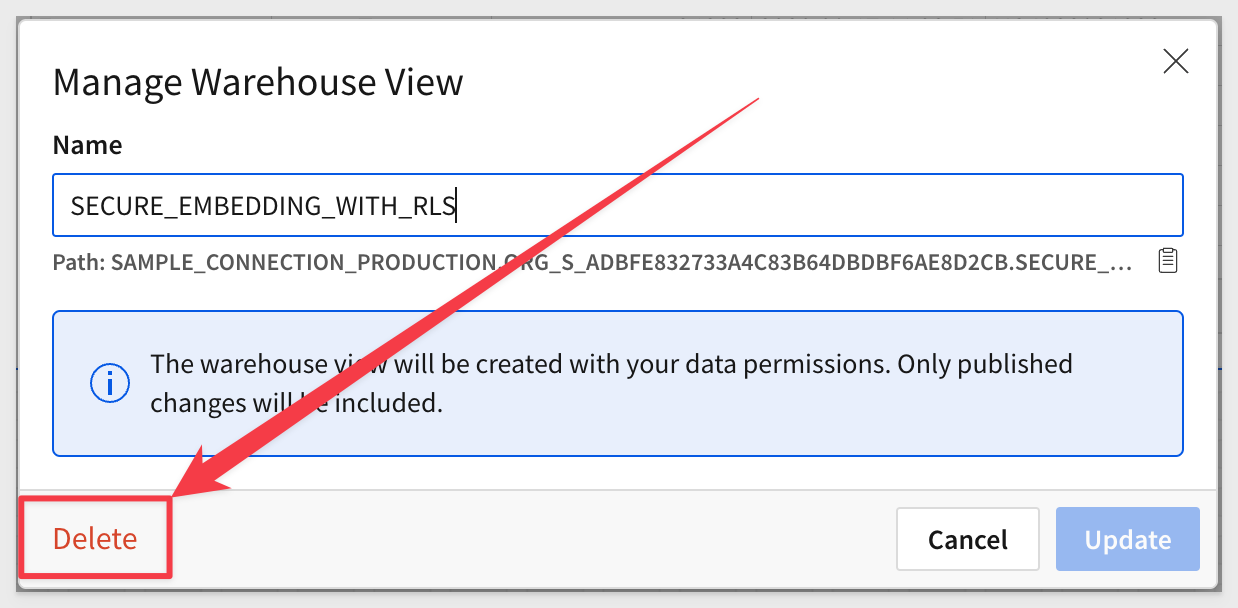 Manage Warehouse View
Name
SECURE_EMBEDDING_WITH_RLS
Path: SAMPLE_CONNECTION_PRODUCTION.ORG_S_ADBFE832733A4C83B64DBDBF6AE8D2CB.SECURE_...
The warehouse view will be created with your data permissions. Only published
changes will be included.
Delete
Cancel
Update